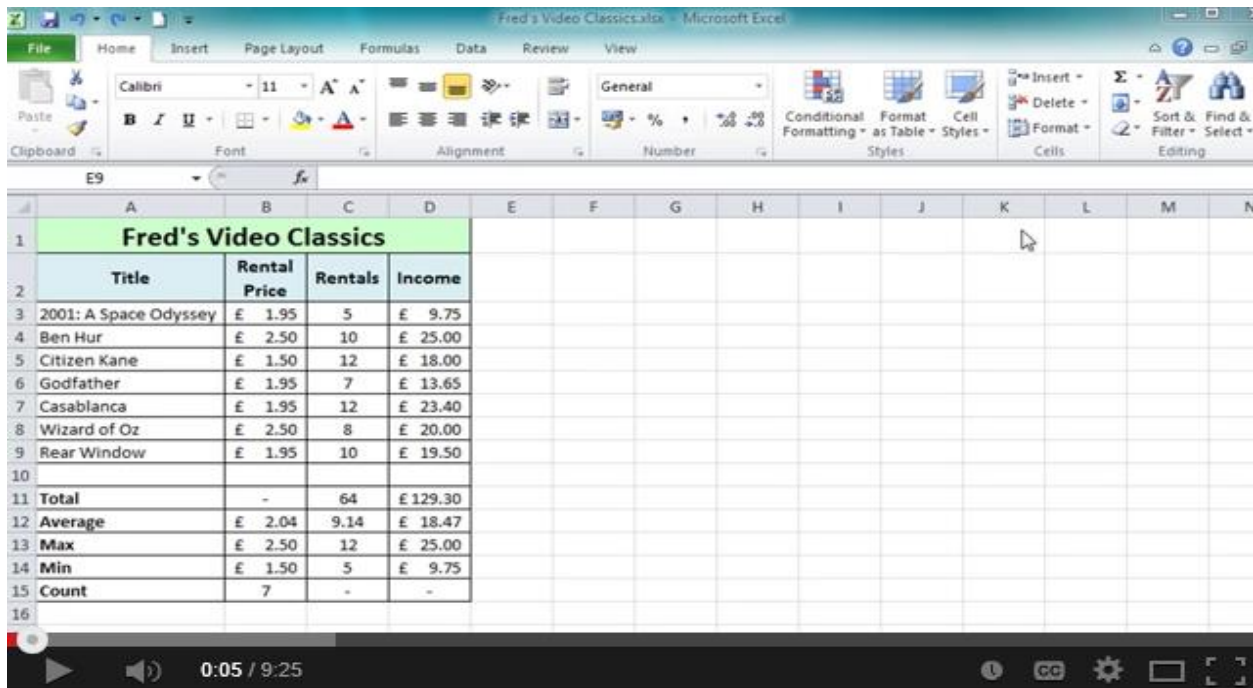 Fred's Video Classics.xlsx - Microsoft Excel
File Home Insert Page Layout Formulas Data Review View
Calibri 11 A A General Insert Σ
Paste Delete
B I U A % , Conditional Format Cell Format Sort & Find &
Formatting as Table Styles Filter Select
Clipboard Font Alignment Number Styles Cells Editing
E9 fx
A B C D E F G H I J K L M N
1 Fred's Video Classics
2 Title Rental Price Rentals Income
3 2001: A Space Odyssey £ 1.95 5 £ 9.75
4 Ben Hur £ 2.50 10 £ 25.00
5 Citizen Kane £ 1.50 12 £ 18.00
6 Godfather £ 1.95 7 £ 13.65
7 Casablanca £ 1.95 12 £ 23.40
8 Wizard of Oz £ 2.50 8 £ 20.00
9 Rear Window £ 1.95 10 £ 19.50
10
11 Total - 64 £ 129.30
12 Average £ 2.04 9.14 £ 18.47
13 Max £ 2.50 12 £ 25.00
14 Min £ 1.50 5 £ 9.75
15 Count 7 - -
16
0:05 / 9:25 CC